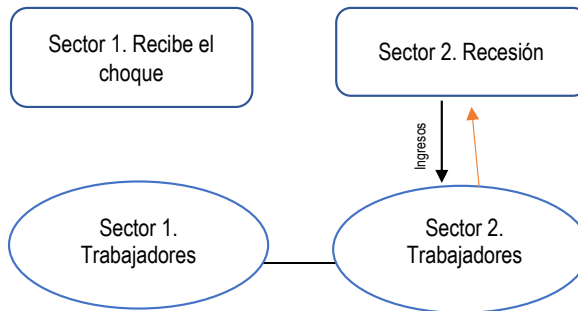 Sector 1. Recibe el
choque
Sector 2. Recesión
Ingresos
Sector 1.
Trabajadores
Sector 2.
Trabajadores